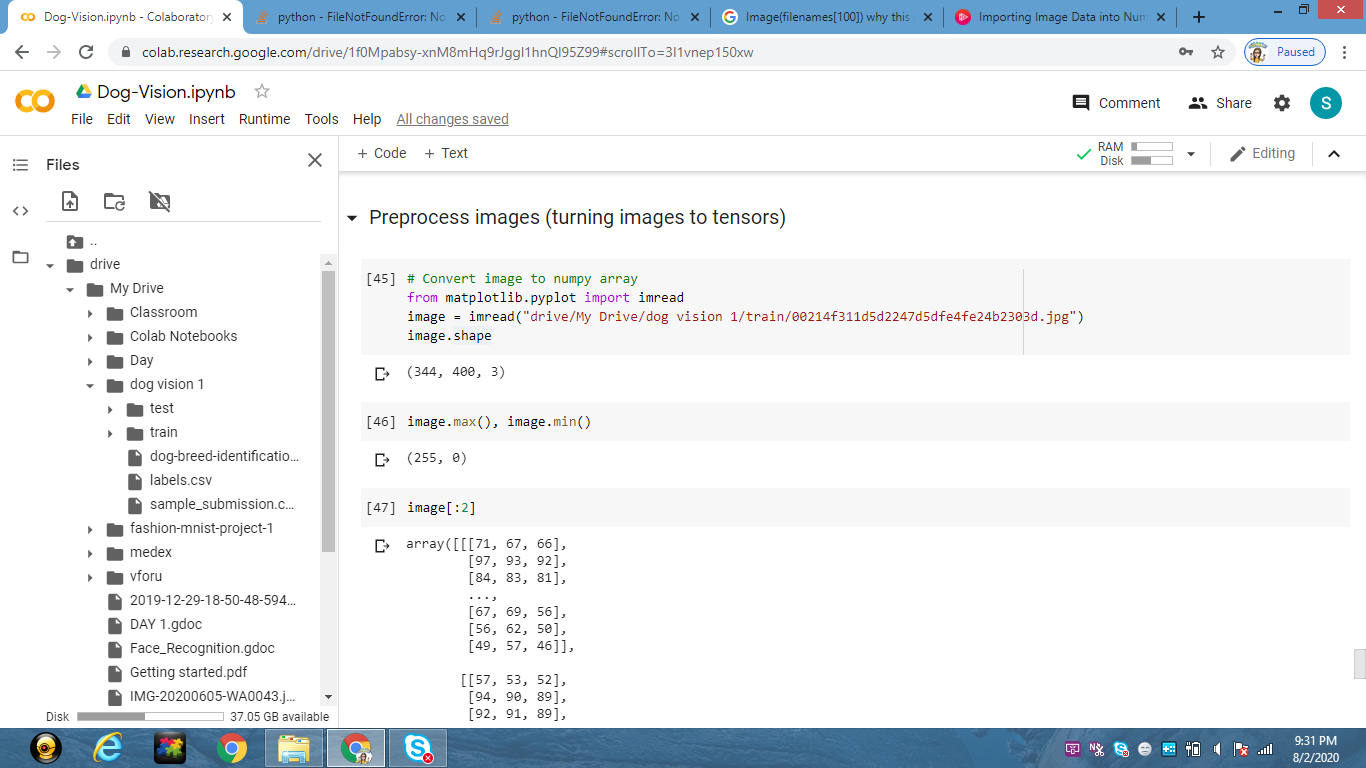 Dog-Vision.ipynb - Colaboratory
python - FileNotFoundError: No
python - FileNotFoundError: No
Image(filenames[100]) why this
Importing Image Data into Num
colab.research.google.com/drive/1f0Mpabsy-xnM8mHq9rJggl1hnQl95Z99#scrollTo=3l1vnep150xw
Paused
Dog-Vision.ipynb
File Edit View Insert Runtime Tools Help All changes saved
Comment
Share
S
Files
+ Code + Text
RAM
Disk
Editing
..
drive
My Drive
Classroom
Colab Notebooks
Day
dog vision 1
test
train
dog-breed-identificatio...
labels.csv
sample_submission.c...
fashion-mnist-project-1
medex
vforu
2019-12-29-18-50-48-594...
DAY 1.gdoc
Face_Recognition.gdoc
Getting started.pdf
IMG-20200605-WA0043.j...
Disk 37.05 GB available
Preprocess images (turning images to tensors)
[45] # Convert image to numpy array
from matplotlib.pyplot import imread
image = imread("drive/My Drive/dog vision 1/train/00214f311d5d2247d5dfe4fe24b2303d.jpg")
image.shape
(344, 400, 3)
[46] image.max(), image.min()
(255, 0)
[47] image[:2]
array([[[71, 67, 66],
[97, 93, 92],
[84, 83, 81],
...,
[67, 69, 56],
[56, 62, 50],
[49, 57, 46]],
[[57, 53, 52],
[94, 90, 89],
[92, 91, 89],
9:31 PM
8/2/2020